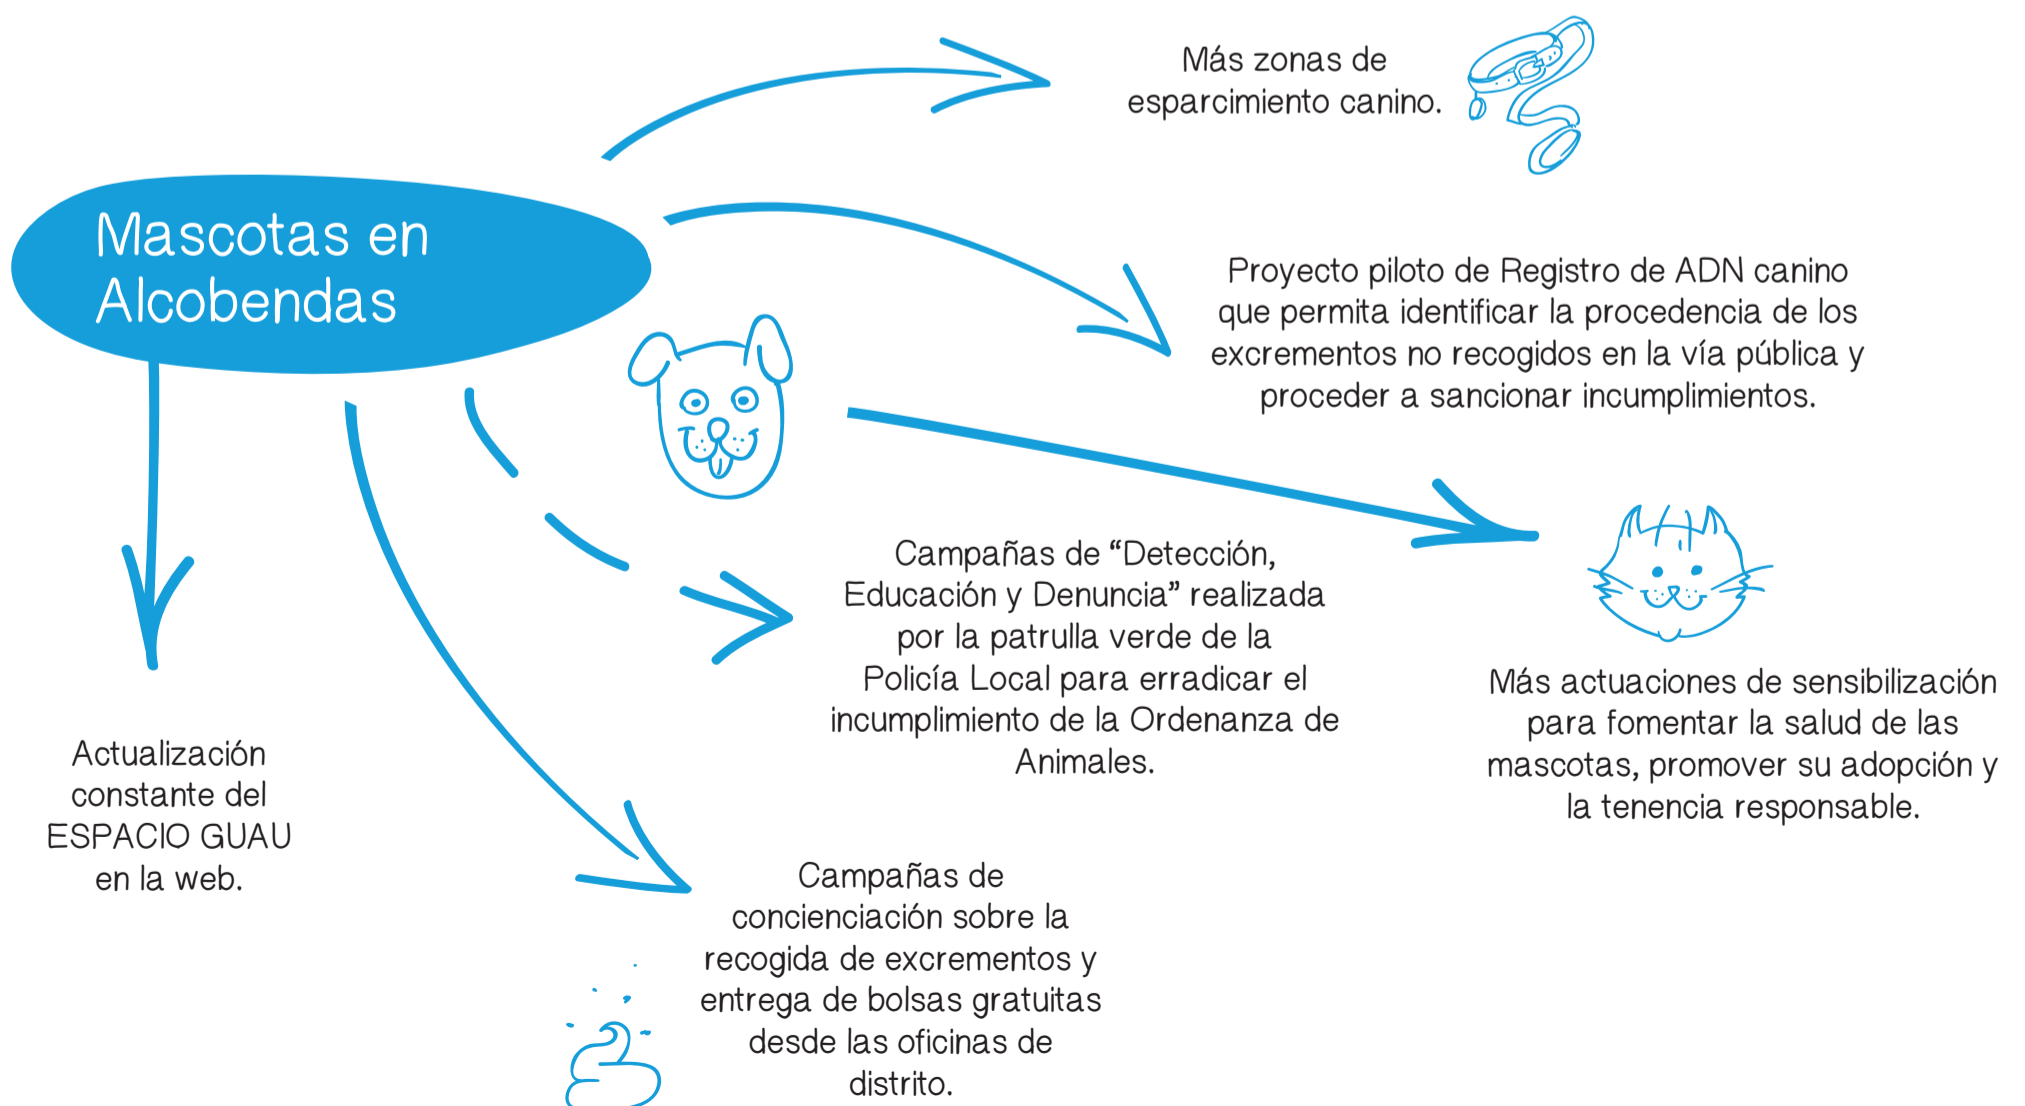 Mascotas en
Alcobendas
Más zonas de
esparcimiento canino.
Proyecto piloto de Registro de ADN canino
que permita identificar la procedencia de los
excrementos no recogidos en la vía pública y
proceder a sancionar incumplimientos.
Más actuaciones de sensibilización
para fomentar la salud de las
mascotas, promover su adopción y
la tenencia responsable.
Campañas de “Detección,
Educación y Denuncia” realizada
por la patrulla verde de la
Policía Local para erradicar el
incumplimiento de la Ordenanza de
Animales.
Campañas de
concienciación sobre la
recogida de excrementos y
entrega de bolsas gratuitas
desde las oficinas de
distrito.
Actualización
constante del
ESPACIO GUAU
en la web.